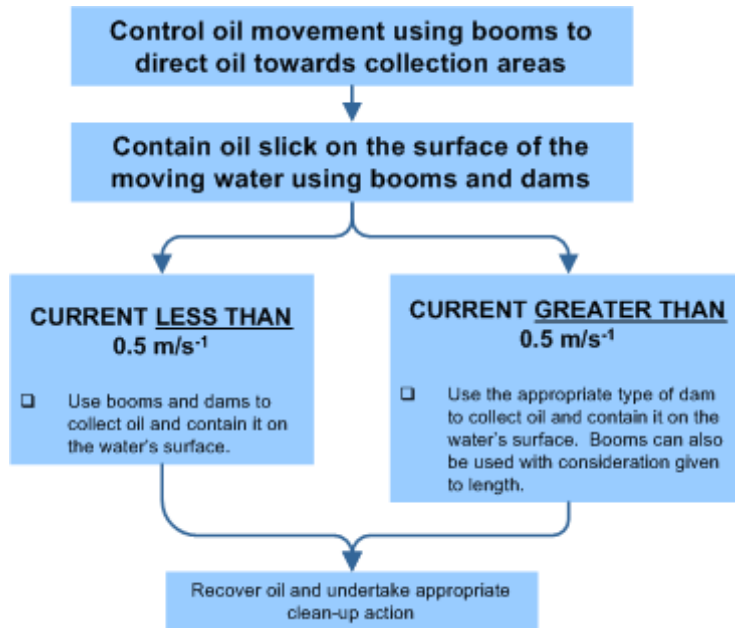 Control oil movement using booms to
direct oil towards collection areas
Contain oil slick on the surface of the
moving water using booms and dams
CURRENT LESS THAN
0.5 m/s⁻¹
❑ Use booms and dams to
collect oil and contain it on
the water's surface.
CURRENT GREATER THAN
0.5 m/s⁻¹
❑ Use the appropriate type of dam
to collect oil and contain it on the
water's surface. Booms can also
be used with consideration given
to length.
Recover oil and undertake appropriate
clean-up action